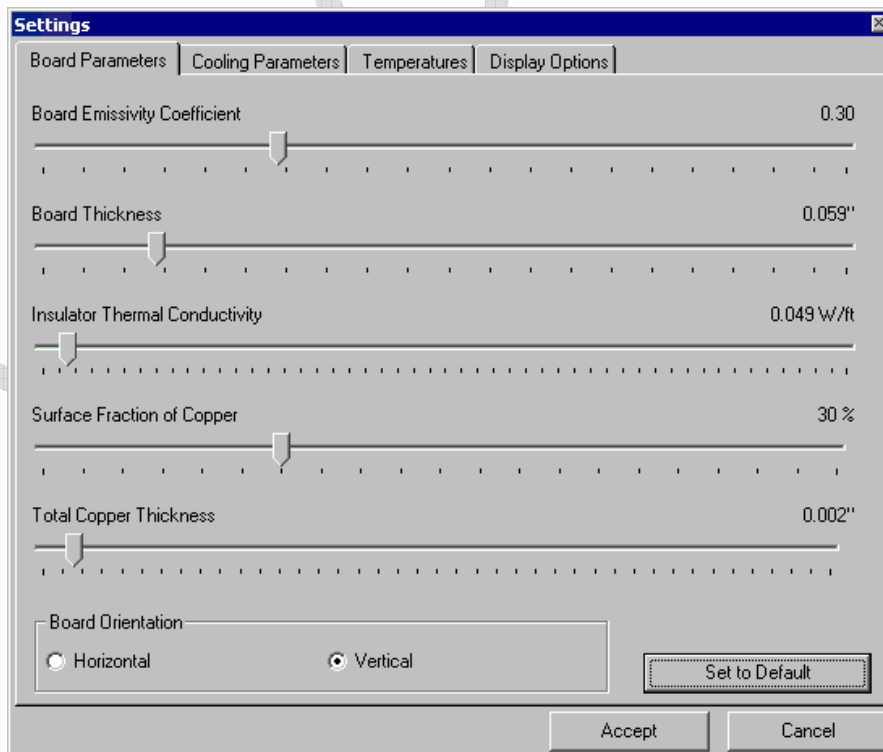 Settings
Board Parameters Cooling Parameters Temperatures Display Options
Board Emissivity Coefficient 0.30
Board Thickness 0.059"
Insulator Thermal Conductivity 0.049 W/ft
Surface Fraction of Copper 30 %
Total Copper Thickness 0.002"
Board Orientation
Horizontal Vertical
Set to Default
Accept Cancel